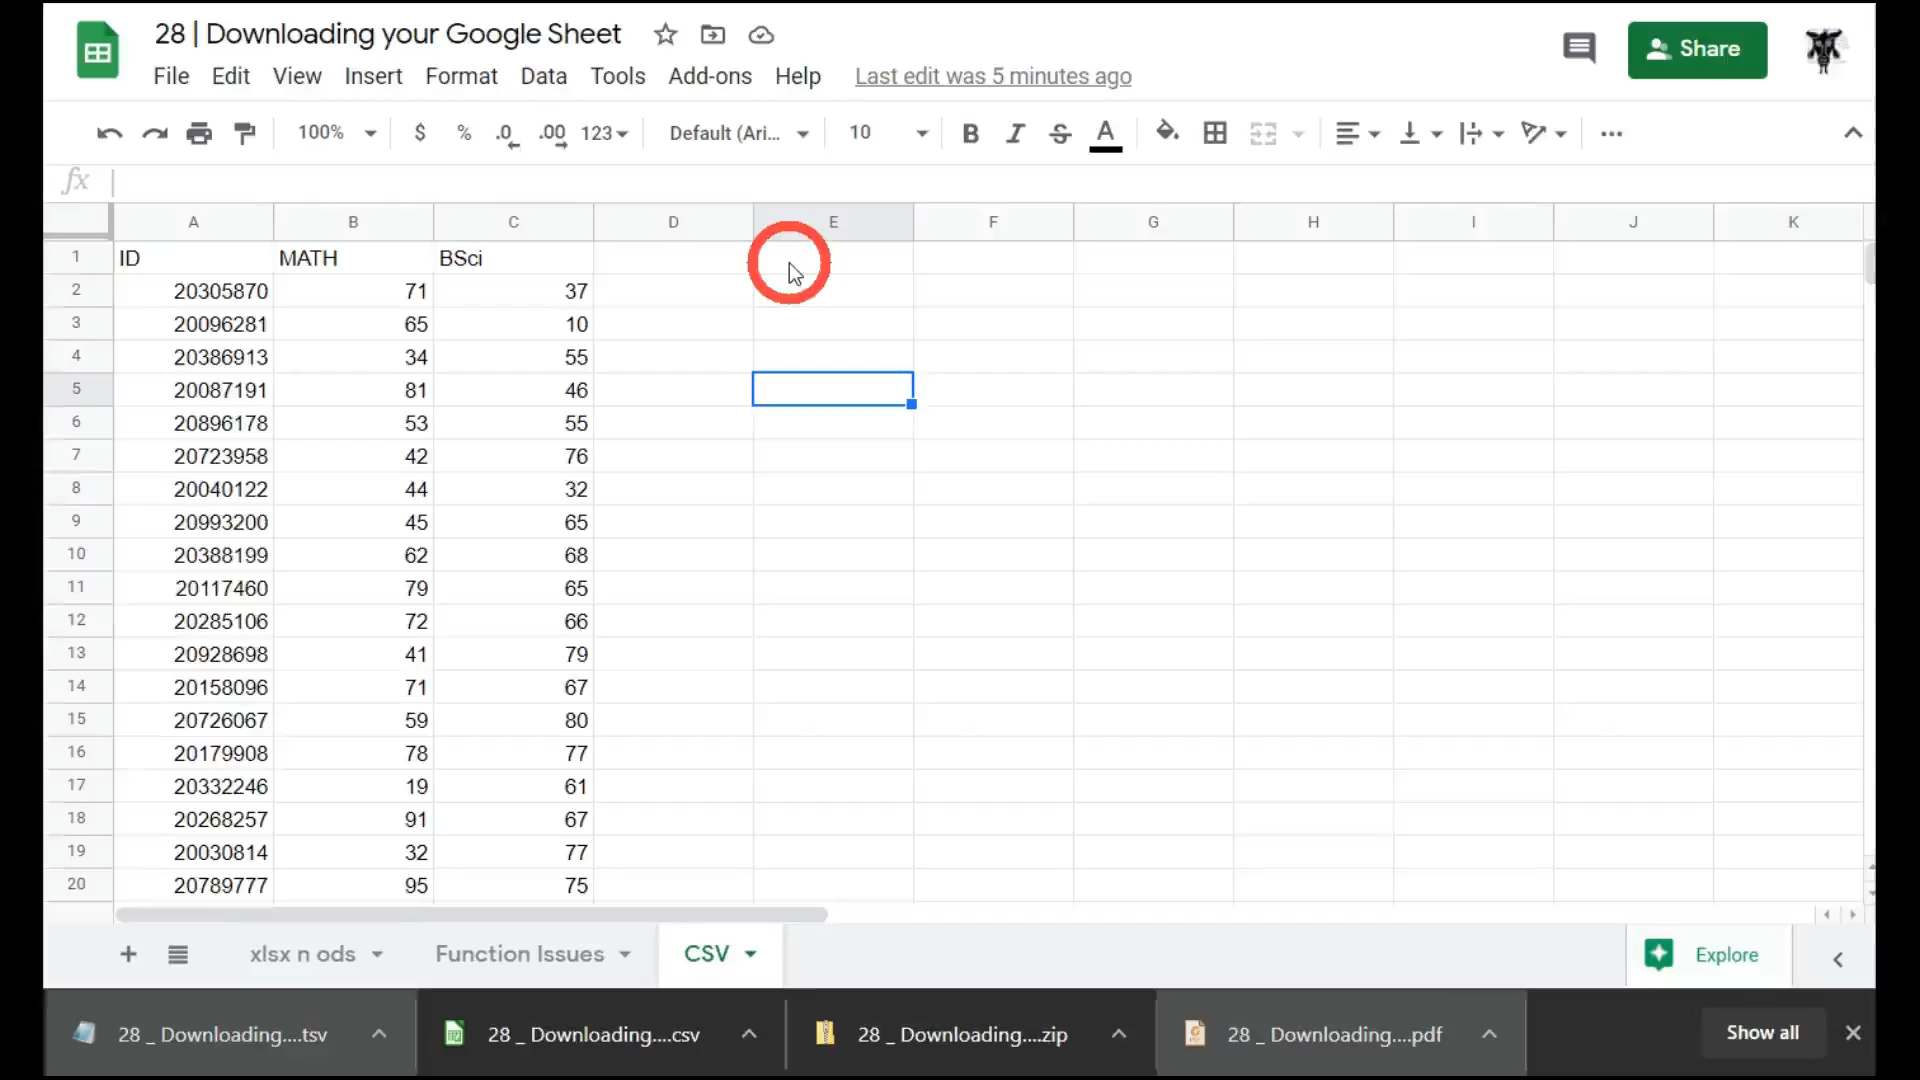 28 | Downloading your Google Sheet
File Edit View Insert Format Data Tools Add-ons Help Last edit was 5 minutes ago
Share
100% $ % .0 .00 123 Default (Ari... 10 B I S A
fx
A B C D E F G H I J K
1 ID MATH BSci
2 20305870 71 37
3 20096281 65 10
4 20386913 34 55
5 20087191 81 46
6 20896178 53 55
7 20723958 42 76
8 20040122 44 32
9 20993200 45 65
10 20388199 62 68
11 20117460 79 65
12 20285106 72 66
13 20928698 41 79
14 20158096 71 67
15 20726067 59 80
16 20179908 78 77
17 20332246 19 61
18 20268257 91 67
19 20030814 32 77
20 20789777 95 75
xlsx n ods Function Issues CSV Explore
28 _ Downloading....tsv 28 _ Downloading....csv 28 _ Downloading....zip 28 _ Downloading....pdf Show all